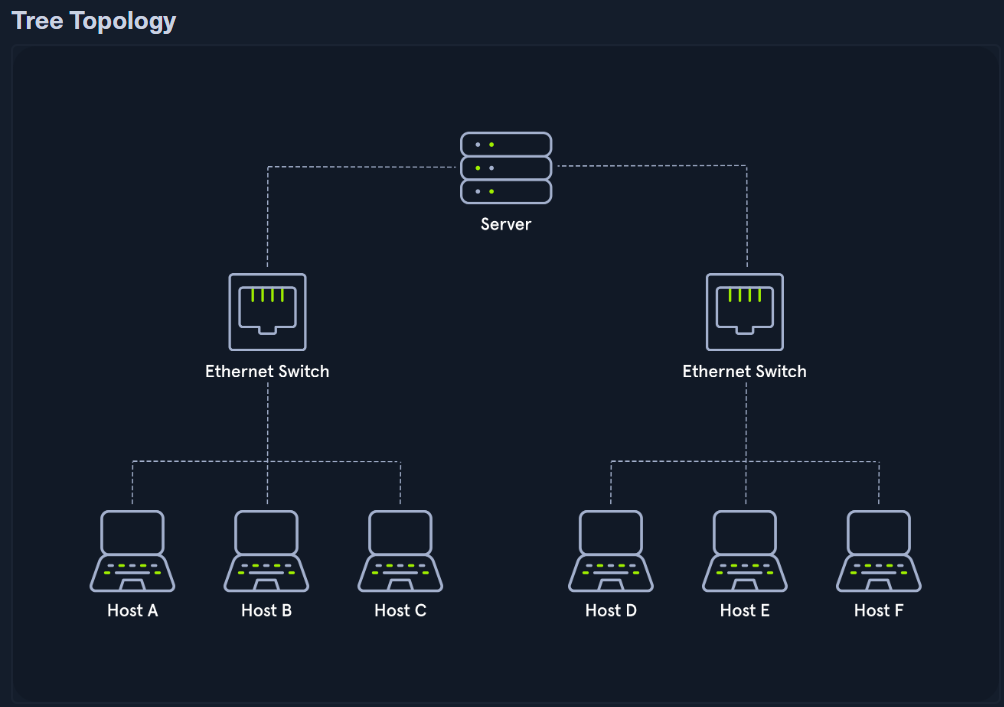 Tree Topology
Server
Ethernet Switch
Ethernet Switch
Host A
Host B
Host C
Host D
Host E
Host F